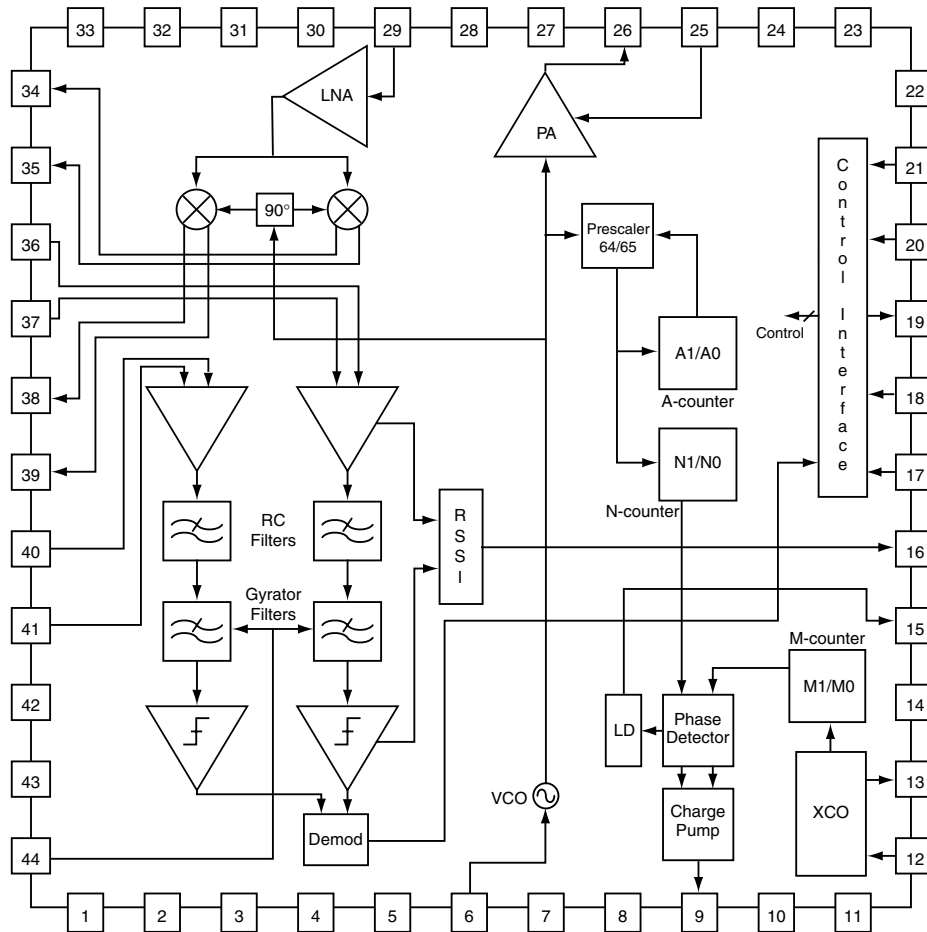 33 32 31 30 29 28 27 26 25 24 23
34
LNA
22
PA
Control Interface
35
21
90°
36
Prescaler
64/65
20
37
Control
19
A1/A0
38
A-counter
18
39
N1/N0
17
N-counter
RSSI
40
RC
Filters
16
Gyrator
Filters
41
15
M-counter
42
M1/M0
14
LD
Phase
Detector
43
13
VCO
Charge
Pump
XCO
Demod
44
12
1 2 3 4 5 6 7 8 9 10 11